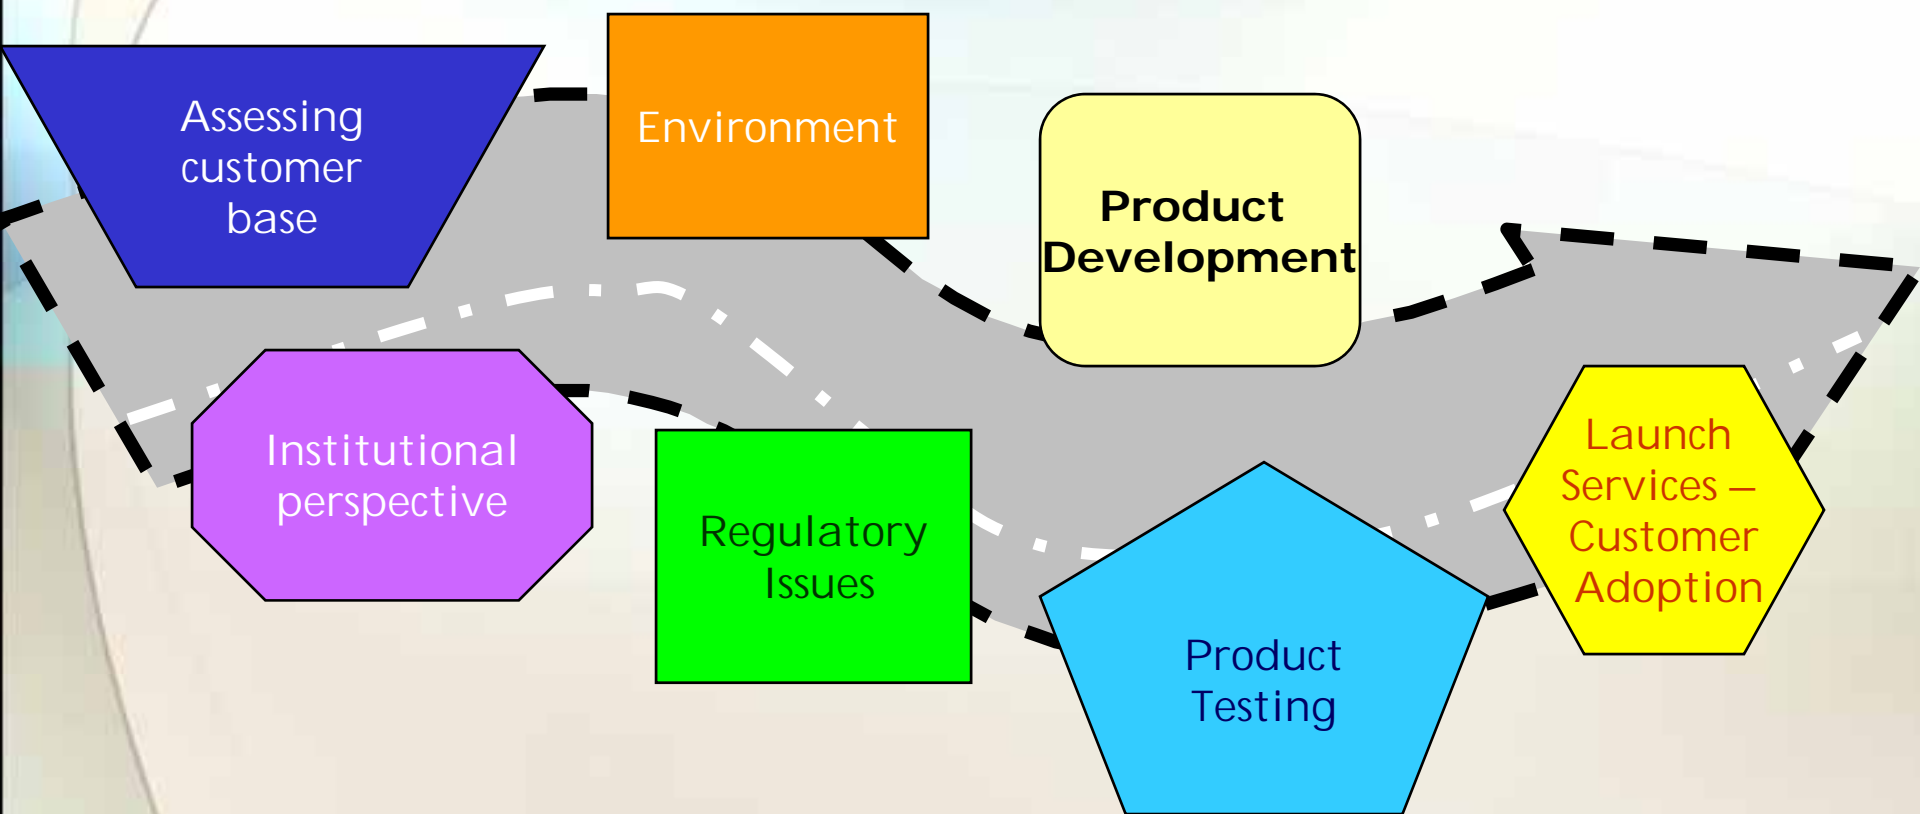 Assessing
customer
base
Environment
Product
Development
Institutional
perspective
Regulatory
Issues
Product
Testing
Launch
Services –
Customer
Adoption